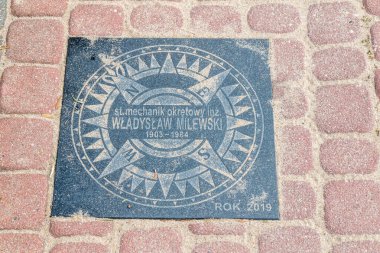 N
st. mechanik okrętowy inż.
WŁADYSŁAW MILEWSKI
1903-1984
S
ROK 2019